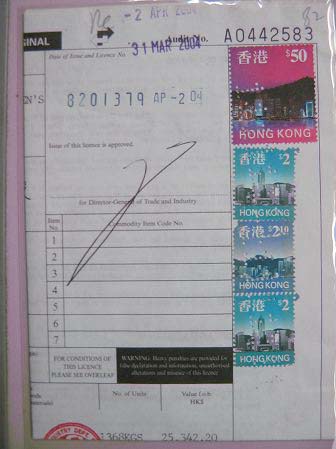 -2 APR 2004
31 MAR 2004
Audit No.
A0442583
GINAL
Date of Issue and Licence No.
香港 $50
HONG KONG
8201379 AP -2 04
Issue of this licence is approved.
香港 $2
HONG KONG
for Director-General of Trade and Industry
Item No.
Commodity Item Code No.
香港
HONG KONG
1
2
3
4
5
6
7
香港 $2
HONG KONG
FOR CONDITIONS
OF THIS LICENCE
PLEASE SEE OVERLEAF
WARNING: Heavy penalties are provided for
false declaration and information, unauthorised
alterations and misuse of this licence
No. of Units
Value f.o.b.
HK$
1368KGS
25,342.20